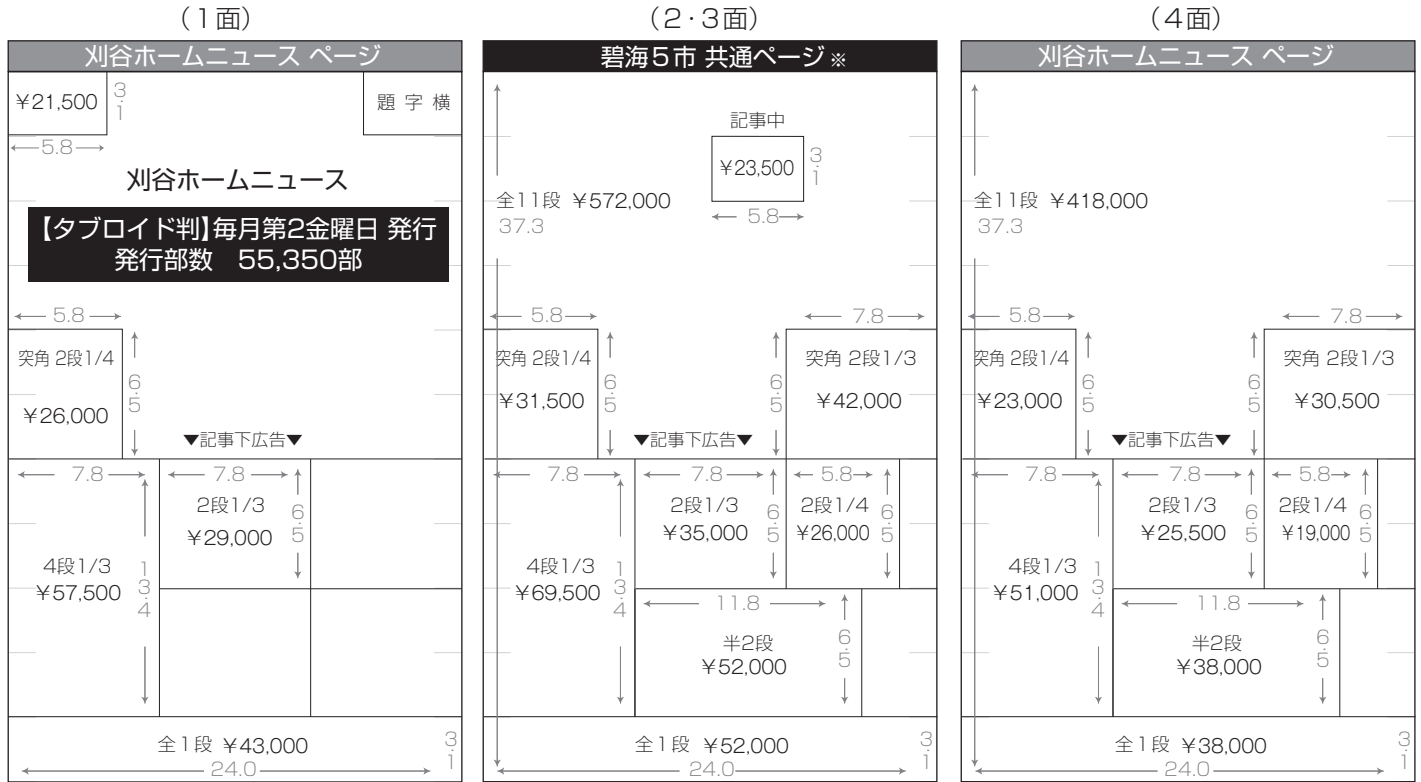 （1面）
刈谷ホームニュース ページ
¥21,500
3.1
題字横
5.8
刈谷ホームニュース
【タブロイド判】毎月第2金曜日 発行
発行部数 55,350部
5.8
突角 2段1/4
6.5
¥26,000
▼記事下広告▼
7.8
7.8
2段1/3
6.5
¥29,000
4段1/3
¥57,500
13.4
全1段 ¥43,000
3.1
24.0
（2・3面）
碧海5市 共通ページ※
記事中
¥23,500
3.1
5.8
全11段 ¥572,000
37.3
5.8
7.8
突角 2段1/4
6.5
¥31,500
突角 2段1/3
6.5
¥42,000
▼記事下広告▼
7.8
7.8
5.8
2段1/3
6.5
¥35,000
2段1/4
6.5
¥26,000
4段1/3
¥69,500
13.4
11.8
半2段
6.5
¥52,000
全1段 ¥52,000
3.1
24.0
（4面）
刈谷ホームニュース ページ
全11段 ¥418,000
37.3
5.8
7.8
突角 2段1/4
6.5
¥23,000
突角 2段1/3
6.5
¥30,500
▼記事下広告▼
7.8
7.8
5.8
2段1/3
6.5
¥25,500
2段1/4
6.5
¥19,000
4段1/3
¥51,000
13.4
11.8
半2段
6.5
¥38,000
全1段 ¥38,000
3.1
24.0